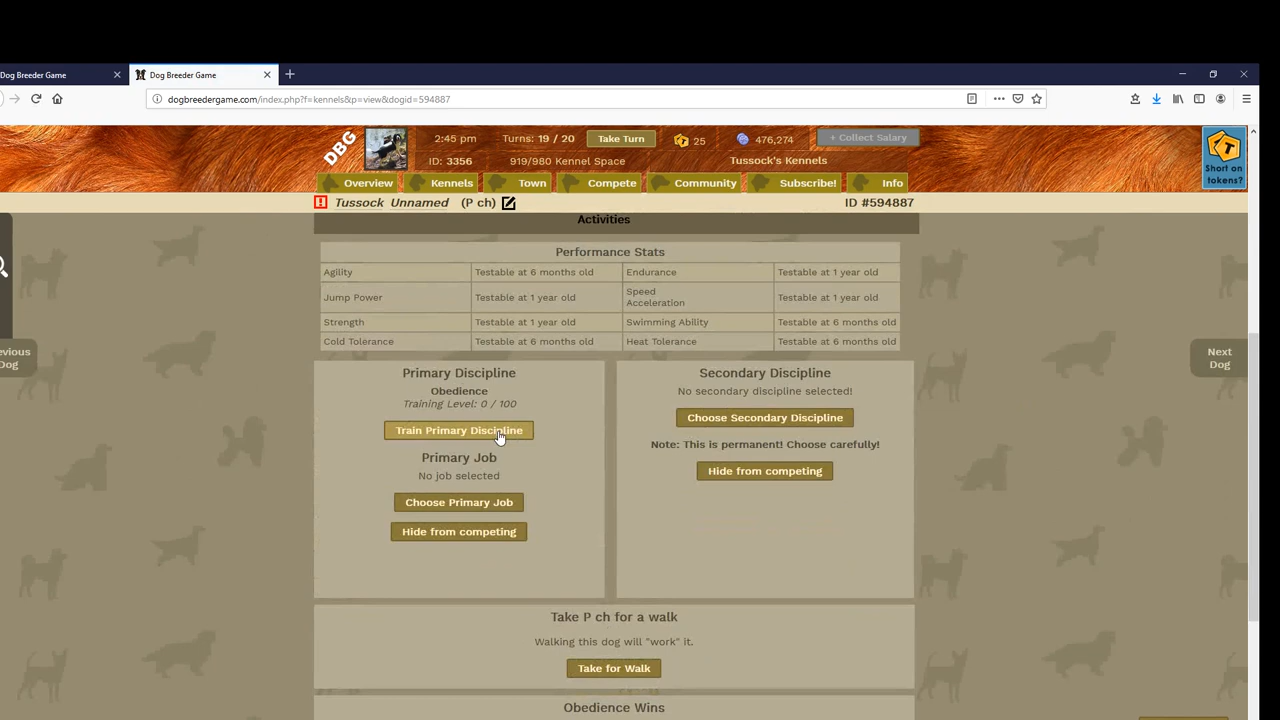 Dog Breeder Game
Dog Breeder Game
dogbreedergame.com/index.php?f=kennels&p=view&dogid=594887
DBG
2:45 pm Turns: 19 / 20 Take Turn 25 476,274 + Collect Salary
ID: 3356 919/980 Kennel Space Tussock's Kennels
Overview Kennels Town Compete Community Subscribe! Info
T
Short on
tokens?
Tussock Unnamed (P ch) ID #594887
Activities
Performance Stats
Agility Testable at 6 months old Endurance Testable at 1 year old
Jump Power Testable at 1 year old Speed
Acceleration Testable at 1 year old
Strength Testable at 1 year old Swimming Ability Testable at 6 months old
Cold Tolerance Testable at 6 months old Heat Tolerance Testable at 6 months old
evious
Dog
Next
Dog
Primary Discipline
Obedience
Training Level: 0 / 100
Train Primary Discipline
Primary Job
No job selected
Choose Primary Job
Hide from competing
Secondary Discipline
No secondary discipline selected!
Choose Secondary Discipline
Note: This is permanent! Choose carefully!
Hide from competing
Take P ch for a walk
Walking this dog will "work" it.
Take for Walk
Obedience Wins